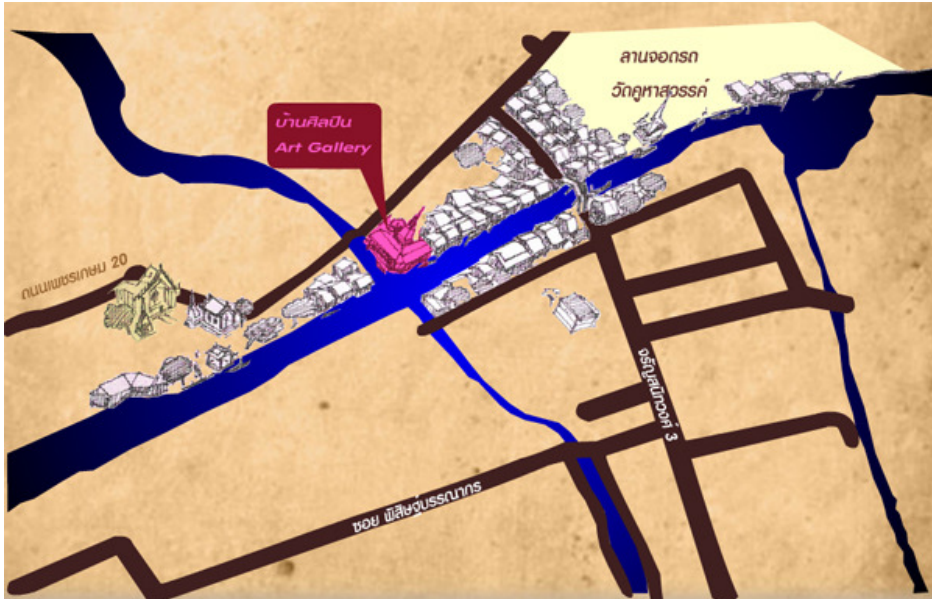 ลานจอดรถ
วัดคูหาสวรรค์
บ้านศิลปิน
Art Gallery
ถนนเพชรเกษม 20
จรัญสนิทวงศ์ 3
ซอย พิสิษฐ์บรรณากร